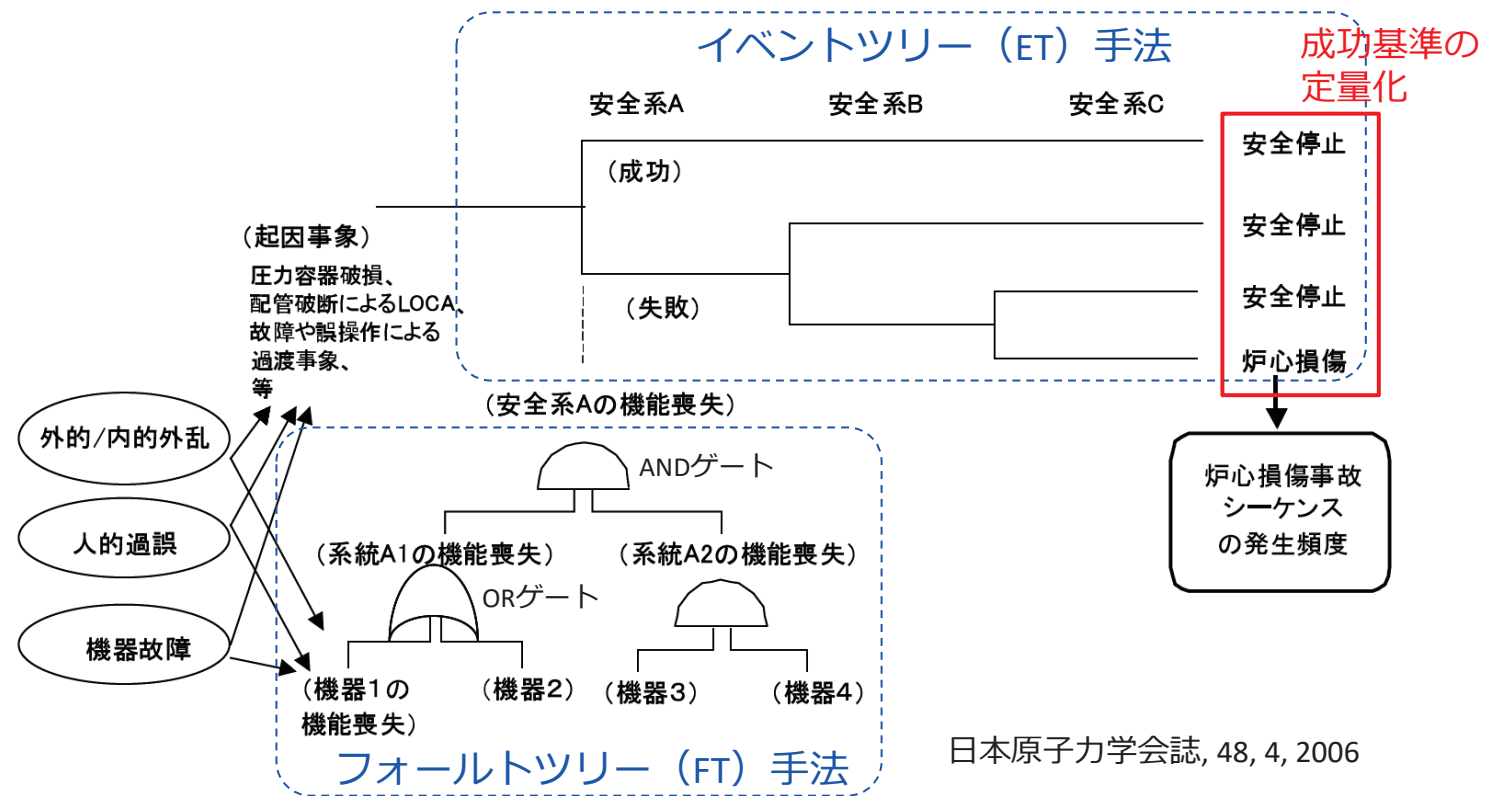 イベントツリー（ET）手法
成功基準の
定量化
安全系A
安全系B
安全系C
安全停止
（成功）
安全停止
（起因事象）
圧力容器破損、
配管破断によるLOCA、
故障や誤操作による
過渡事象、
等
（失敗）
安全停止
炉心損傷
（安全系Aの機能喪失）
外的/内的外乱
人的過誤
機器故障
ANDゲート
（系統A1の機能喪失）
（系統A2の機能喪失）
ORゲート
（機器1の
機能喪失）
（機器2）
（機器3）
（機器4）
フォールトツリー（FT）手法
炉心損傷事故
シーケンス
の発生頻度
日本原子力学会誌, 48, 4, 2006